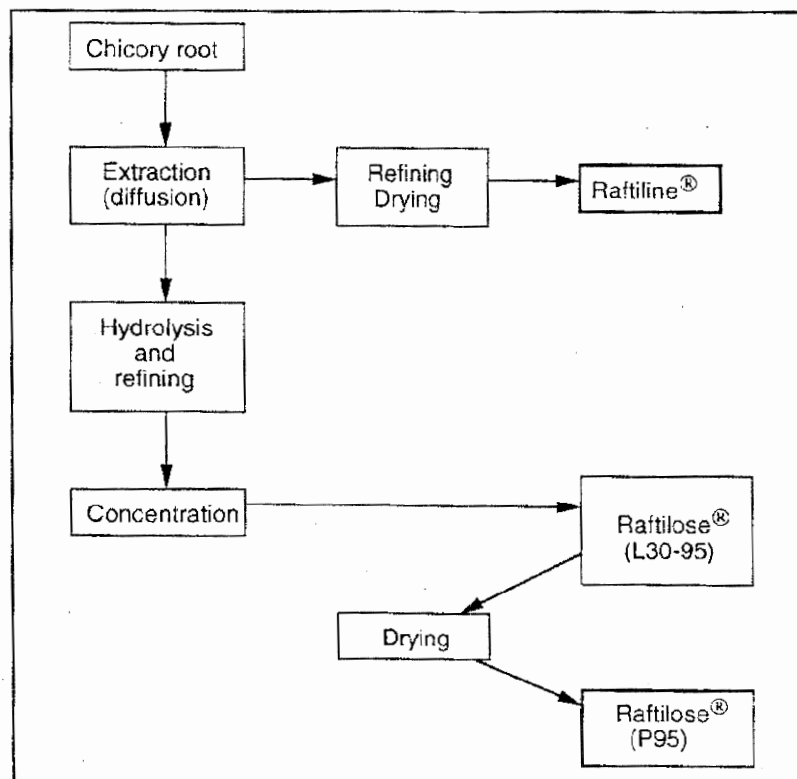 Chicory root
Extraction
(diffusion)
Refining
Drying
Raftiline®
Hydrolysis
and
refining
Concentration
Raftilose®
(L30-95)
Drying
Raftilose®
(P95)